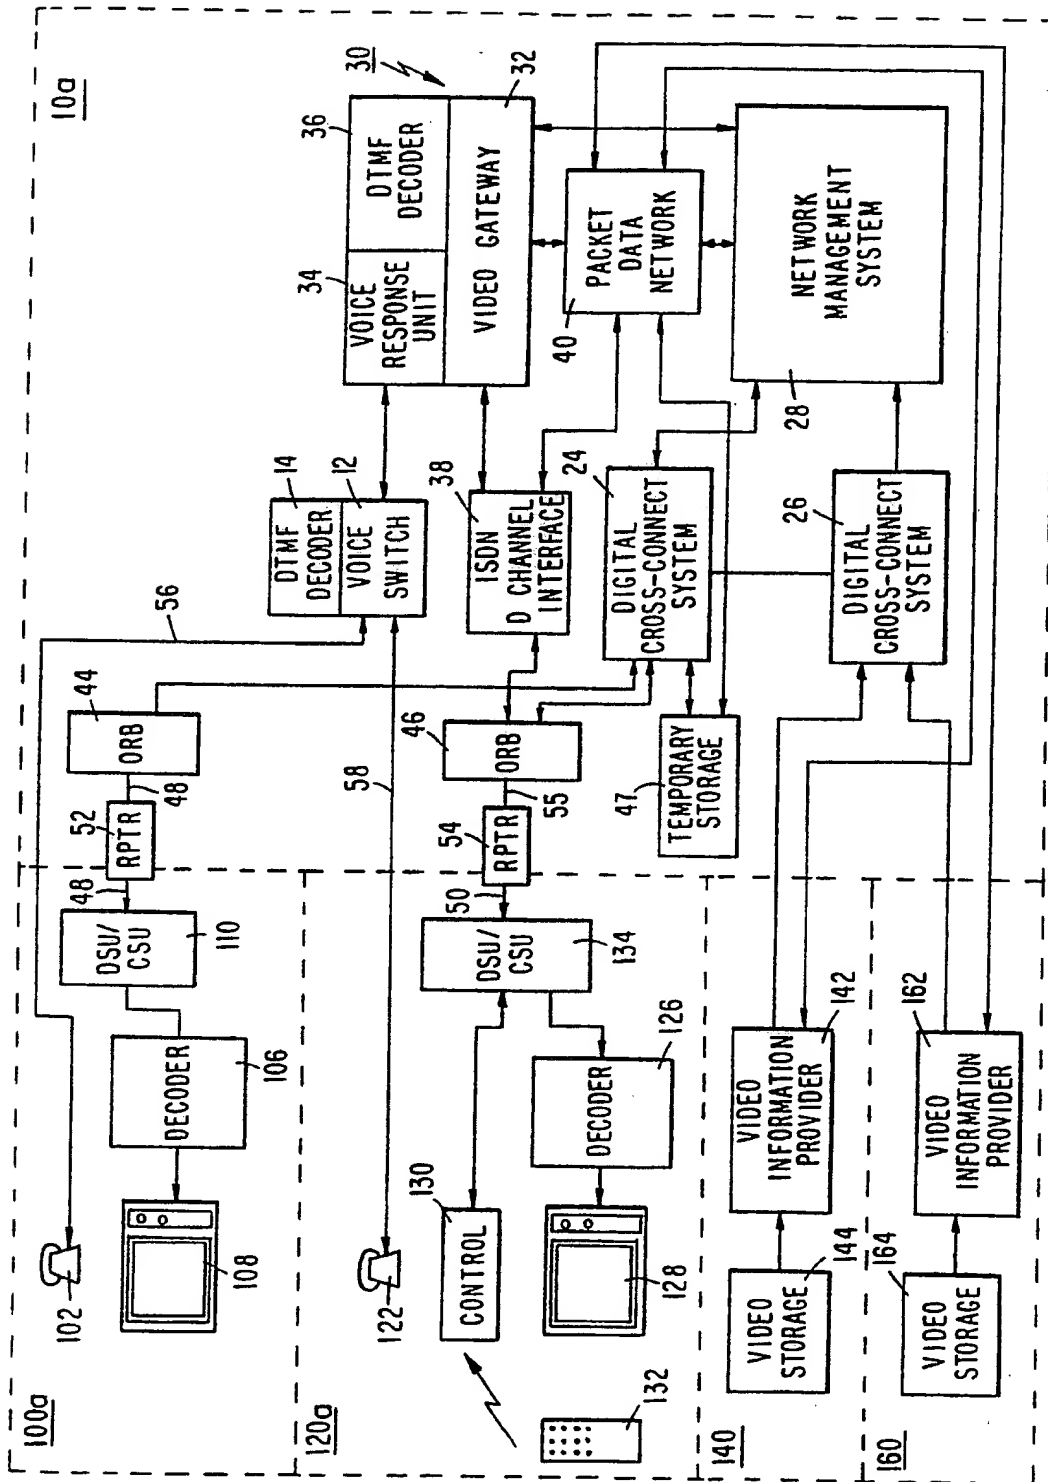 100a
102
108
DECODER
106
DSU/
CSU
110
48
RPTR
52
48
ORB
44
56
10a
120a
132
CONTROL
130
122
128
DECODER
126
DSU/
CSU
134
50
RPTR
54
55
ORB
46
58
DTMF
DECODER
14
VOICE
SWITCH
12
VOICE
RESPONSE
UNIT
34
DTMF
DECODER
36
VIDEO GATEWAY
32
30
ISDN
D CHANNEL
INTERFACE
38
DIGITAL
CROSS-CONNECT
SYSTEM
24
47
TEMPORARY
STORAGE
PACKET
DATA
NETWORK
40
NETWORK
MANAGEMENT
SYSTEM
28
DIGITAL
CROSS-CONNECT
SYSTEM
26
140
VIDEO
STORAGE
144
VIDEO
INFORMATION
PROVIDER
142
160
VIDEO
STORAGE
164
VIDEO
INFORMATION
PROVIDER
162